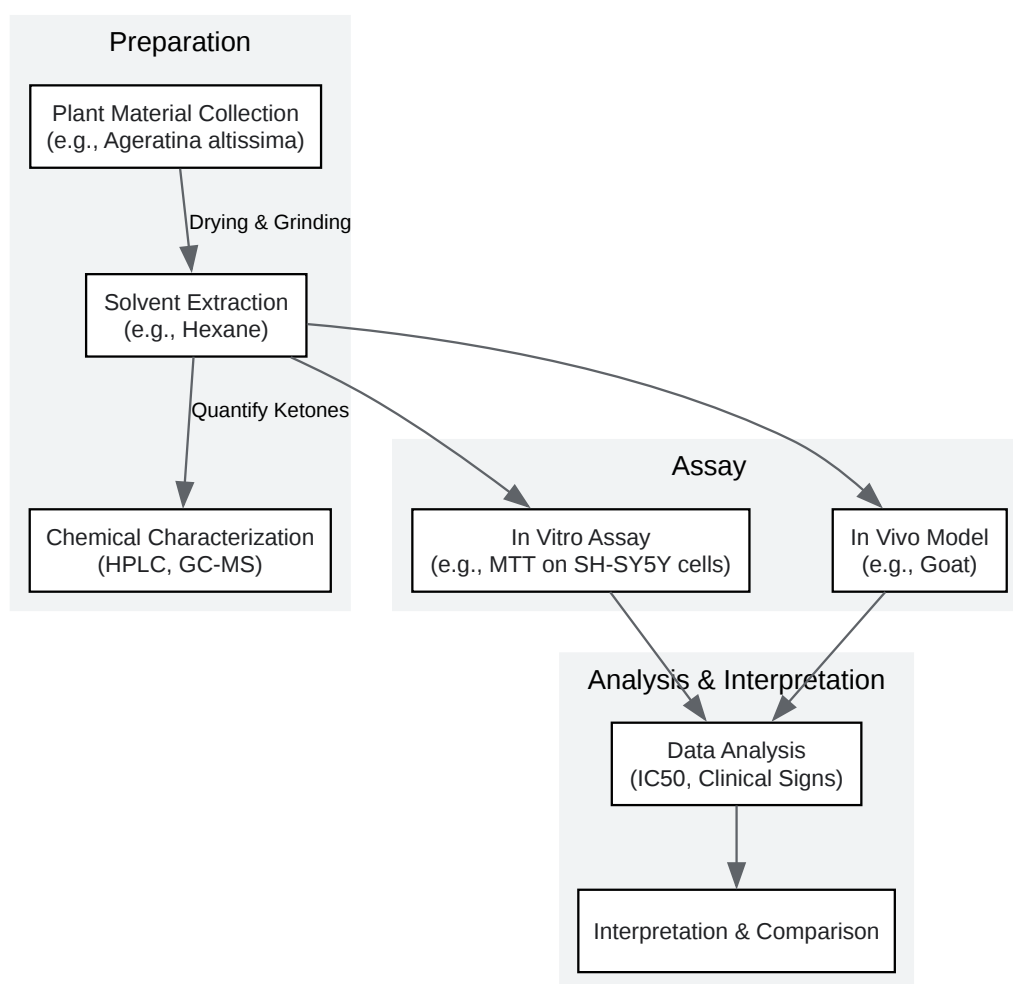 Preparation
Plant Material Collection
(e.g., Ageratina altissima)
Drying & Grinding
Solvent Extraction
(e.g., Hexane)
Quantify Ketones
Chemical Characterization
(HPLC, GC-MS)
Assay
In Vitro Assay
(e.g., MTT on SH-SY5Y cells)
In Vivo Model
(e.g., Goat)
Analysis & Interpretation
Data Analysis
(IC50, Clinical Signs)
Interpretation & Comparison